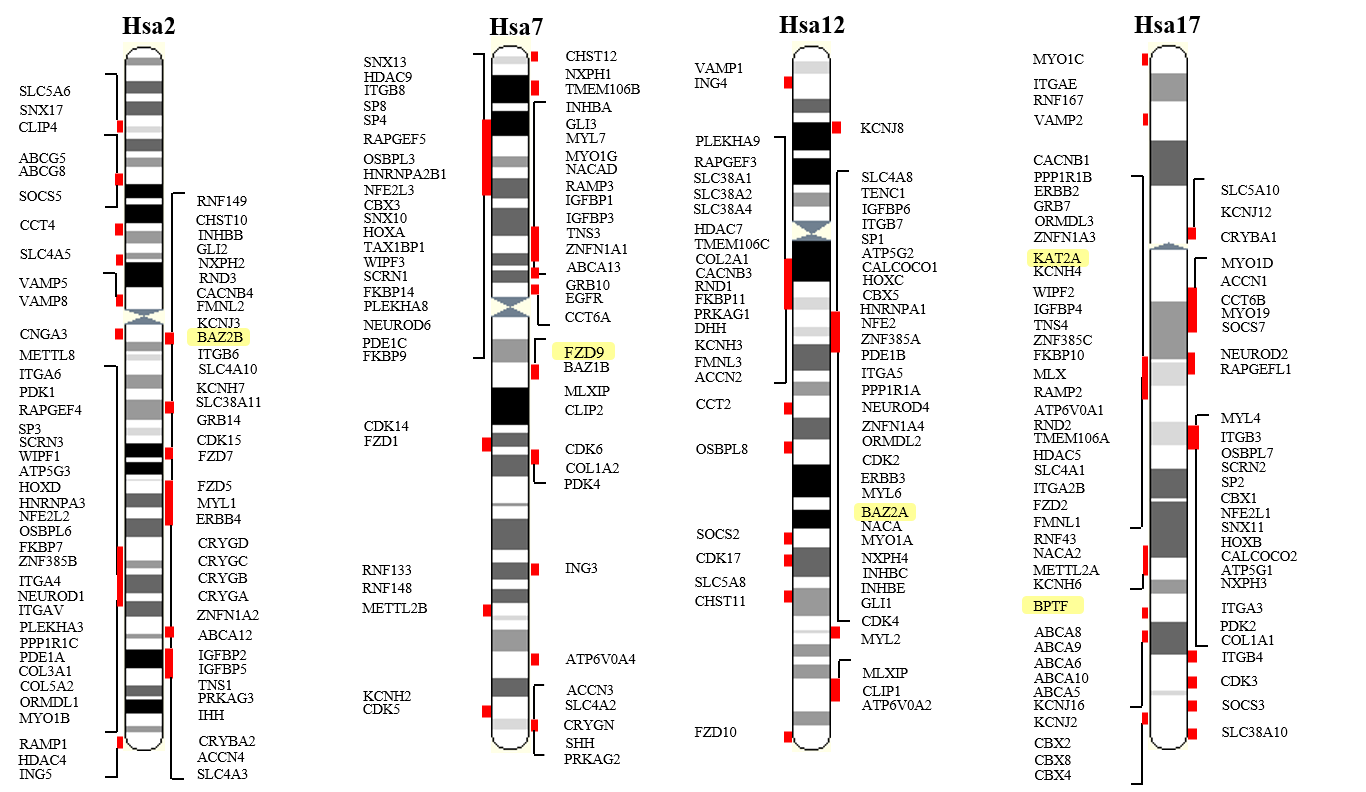 Hsa2
SLC5A6
SNX17
CLIP4
ABCG5
ABCG8
SOCS5
CCT4
SLC4A5
VAMP5
VAMP8
CNGA3
METTL8
ITGA6
PDK1
RAPGEF4
SP3
SCRN3
WIPF1
ATP5G3
HOXD
HNRNPA3
NFE2L2
OSBPL6
FKBP7
ZNF385B
ITGA4
NEUROD1
ITGAV
PLEKHA3
PPP1R1C
PDE1A
COL3A1
COL5A2
ORMDL1
MYO1B
RAMP1
HDAC4
ING5
RNF149
CHST10
INHBB
GLI2
NXPH2
RND3
CACNB4
FMNL2
KCNJ3
BAZ2B
ITGB6
SLC4A10
KCNH7
SLC38A11
GRB14
CDK15
FZD7
FZD5
MYL1
ERBB4
CRYGD
CRYGC
CRYGB
CRYGA
ZNFN1A2
ABCA12
IGFBP2
IGFBP5
TNS1
PRKAG3
IHH
CRYBA2
ACCN4
SLC4A3
Hsa7
SNX13
HDAC9
ITGB8
SP8
SP4
RAPGEF5
OSBPL3
HNRNPA2B1
NFE2L3
CBX3
SNX10
HOXA
TAX1BP1
WIPF3
SCRN1
FKBP14
PLEKHA8
NEUROD6
PDE1C
FKBP9
CDK14
FZD1
RNF133
RNF148
METTL2B
KCNH2
CDK5
CHST12
NXPH1
TMEM106B
INHBA
GLI3
MYL7
MYO1G
NACAD
RAMP3
IGFBP1
IGFBP3
TNS3
ZNFN1A1
ABCA13
GRB10
EGFR
CCT6A
FZD9
BAZ1B
MLXIP
CLIP2
CDK6
COL1A2
PDK4
ING3
ATP6V0A4
ACCN3
SLC4A2
CRYGN
SHH
PRKAG2
Hsa12
VAMP1
ING4
PLEKHA9
RAPGEF3
SLC38A1
SLC38A2
SLC38A4
HDAC7
TMEM106C
COL2A1
CACNB3
RND1
FKBP11
PRKAG1
DHH
KCNH3
FMNL3
ACCN2
CCT2
OSBPL8
SOCS2
CDK17
SLC5A8
CHST11
FZD10
KCNJ8
SLC4A8
TENC1
IGFBP6
ITGB7
SP1
ATP5G2
CALCOCO1
HOXC
CBX5
HNRNPA1
NFE2
ZNF385A
PDE1B
ITGA5
PPP1R1A
NEUROD4
ZNFN1A4
ORMDL2
CDK2
ERBB3
MYL6
BAZ2A
NACA
MYO1A
NXPH4
INHBC
INHBE
GLI1
CDK4
MYL2
MLXIP
CLIP1
ATP6V0A2
Hsa17
MYO1C
ITGAE
RNF167
VAMP2
CACNB1
PPP1R1B
ERBB2
GRB7
ORMDL3
ZNFN1A3
KAT2A
KCNH4
WIPF2
IGFBP4
TNS4
ZNF385C
FKBP10
MLX
RAMP2
ATP6V0A1
RND2
TMEM106A
HDAC5
SLC4A1
ITGA2B
FZD2
FMNL1
RNF43
NACA2
METTL2A
KCNH6
BPTF
ABCA8
ABCA9
ABCA6
ABCA10
ABCA5
KCNJ16
KCNJ2
CBX2
CBX8
CBX4
SLC5A10
KCNJ12
CRYBA1
MYO1D
ACCN1
CCT6B
MYO19
SOCS7
NEUROD2
RAPGEFL1
MYL4
ITGB3
OSBPL7
SCRN2
SP2
CBX1
NFE2L1
SNX11
HOXB
CALCOCO2
ATP5G1
NXPH3
ITGA3
PDK2
COL1A1
ITGB4
CDK3
SOCS3
SLC38A10